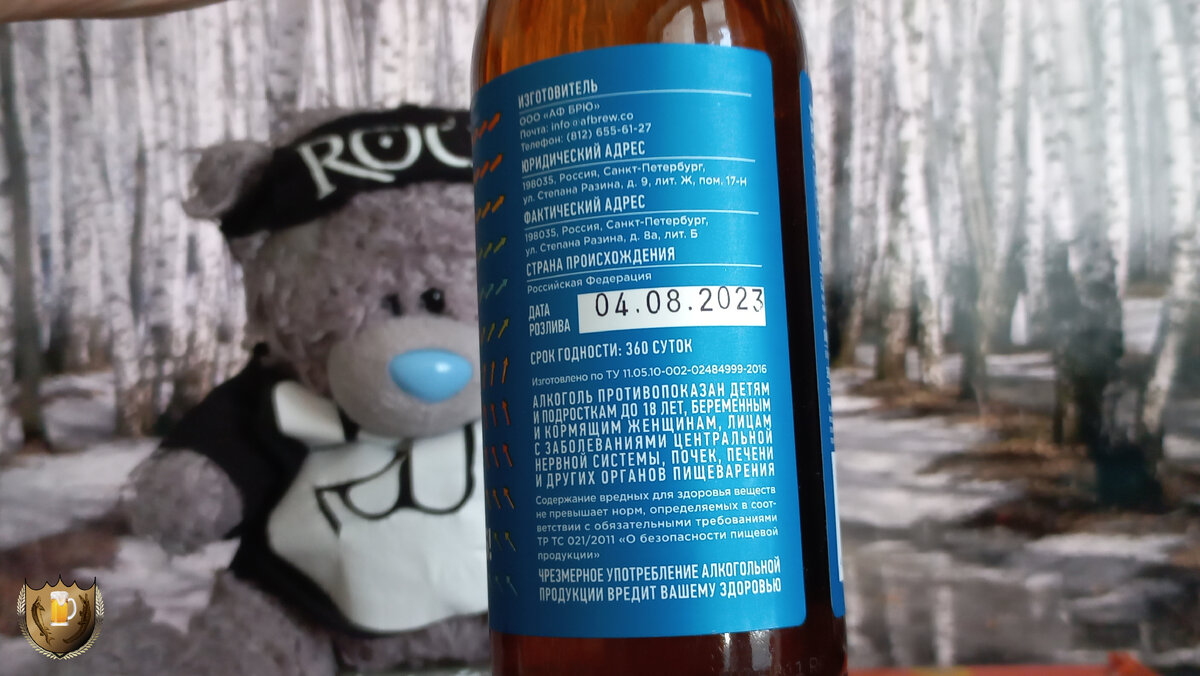 ИЗГОТОВИТЕЛЬ
ООО «АФ БРЮ»
Почта: info@afbrew.co
Телефон: (812) 655-61-27
ЮРИДИЧЕСКИЙ АДРЕС
198035, Россия, Санкт-Петербург,
ул. Степана Разина, д. 9, лит. Ж, пом. 17-Н
ФАКТИЧЕСКИЙ АДРЕС
198035, Россия, Санкт-Петербург,
ул. Степана Разина, д. 8а, лит. Б
СТРАНА ПРОИСХОЖДЕНИЯ
Российская Федерация
ДАТА
РОЗЛИВА
04.08.2023
СРОК ГОДНОСТИ: 360 СУТОК
Изготовлено по ТУ 11.05.10-002-02484999-2016
АЛКОГОЛЬ ПРОТИВОПОКАЗАН ДЕТЯМ
И ПОДРОСТКАМ ДО 18 ЛЕТ, БЕРЕМЕННЫМ
И КОРМЯЩИМ ЖЕНЩИНАМ, ЛИЦАМ
С ЗАБОЛЕВАНИЯМИ ЦЕНТРАЛЬНОЙ
НЕРВНОЙ СИСТЕМЫ, ПОЧЕК, ПЕЧЕНИ
И ДРУГИХ ОРГАНОВ ПИЩЕВАРЕНИЯ
Содержание вредных для здоровья веществ
не превышает норм, определяемых в соот-
ветствии с обязательными требованиями
ТР ТС 021/2011 «О безопасности пищевой
продукции»
ЧРЕЗМЕРНОЕ УПОТРЕБЛЕНИЕ АЛКОГОЛЬНОЙ
ПРОДУКЦИИ ВРЕДИТ ВАШЕМУ ЗДОРОВЬЮ